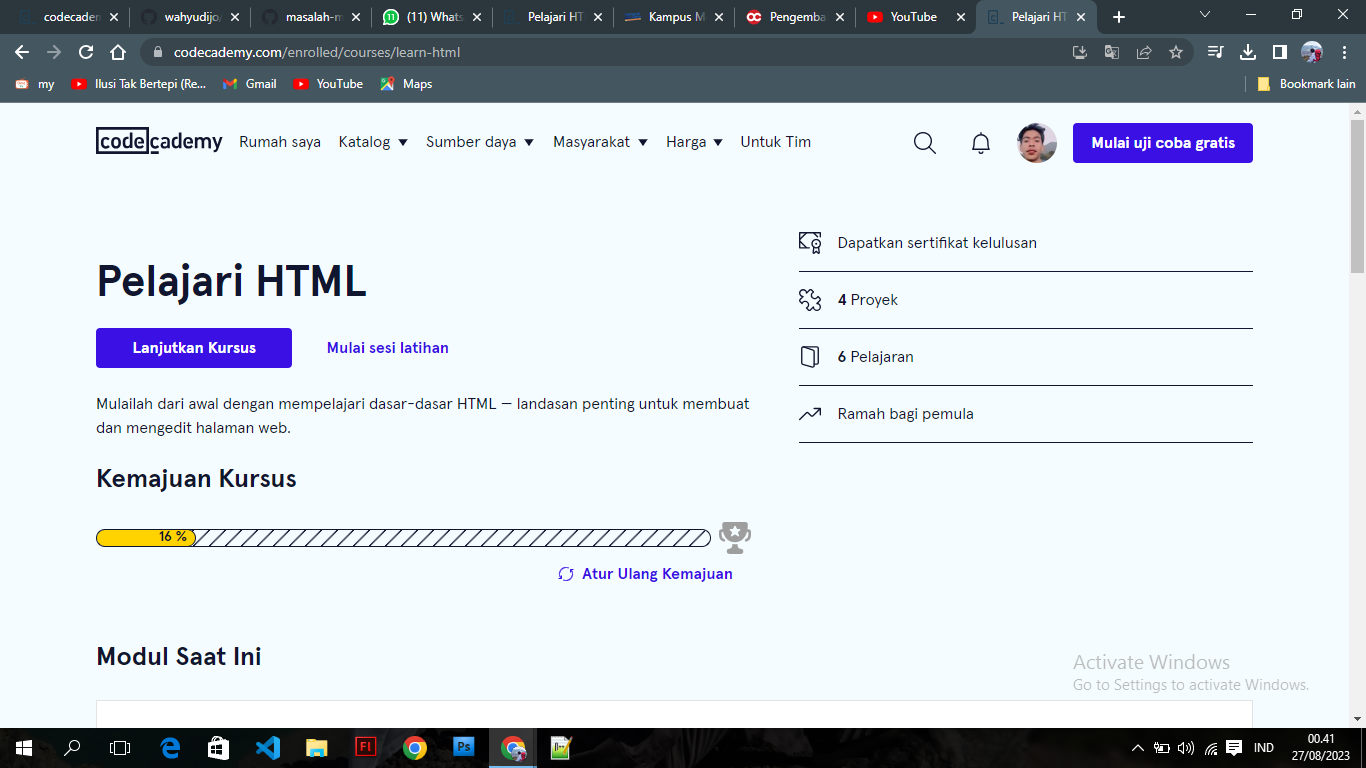 codecaden
wahyudijo
masalah-m
(11) Whats
Pelajari HT
Kampus M
Pengemba
YouTube
Pelajari HT
codecademy.com/enrolled/courses/learn-html
my
Ilusi Tak Bertepi (Re...
Gmail
YouTube
Maps
Bookmark lain
codecademy
Rumah saya
Katalog
Sumber daya
Masyarakat
Harga
Untuk Tim
Mulai uji coba gratis
Pelajari HTML
Lanjutkan Kursus
Mulai sesi latihan
Mulailah dari awal dengan mempelajari dasar-dasar HTML — landasan penting untuk membuat
dan mengedit halaman web.
Kemajuan Kursus
16 %
Atur Ulang Kemajuan
Dapatkan sertifikat kelulusan
4 Proyek
6 Pelajaran
Ramah bagi pemula
Modul Saat Ini
Activate Windows
Go to Settings to activate Windows.
Fl
Ps
IND
00.41
27/08/2023